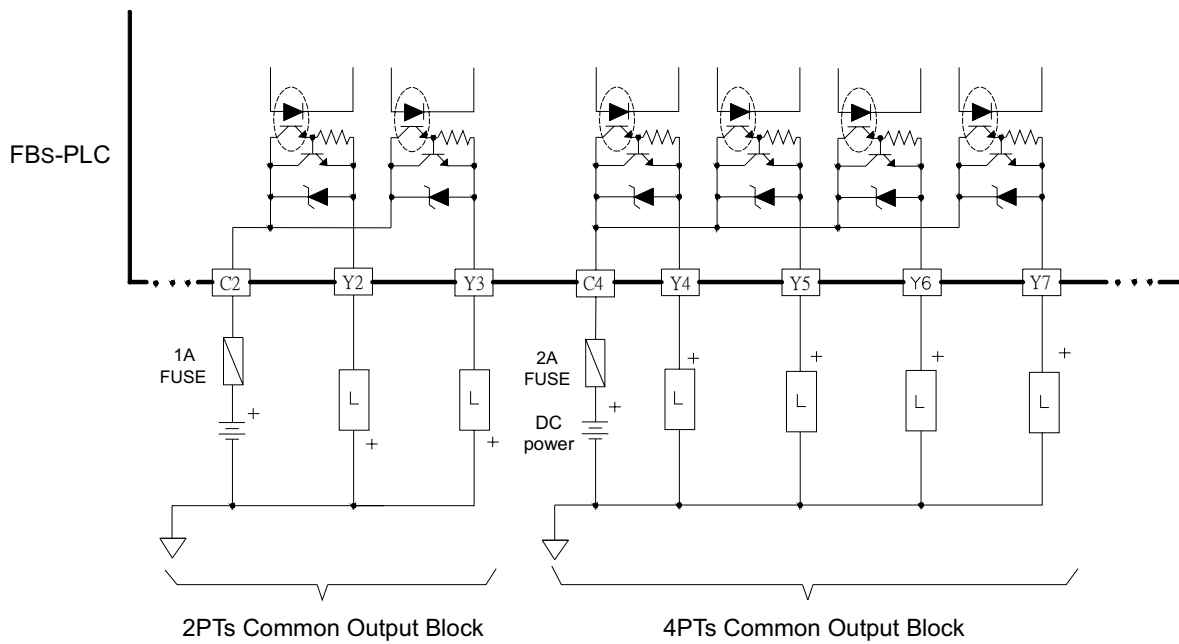 FBs-PLC
C2
Y2
Y3
C4
Y4
Y5
Y6
Y7
1A
FUSE
+
L
+
L
+
2A
FUSE
DC
power
+
+
L
+
L
+
L
+
L
2PTs Common Output Block
4PTs Common Output Block